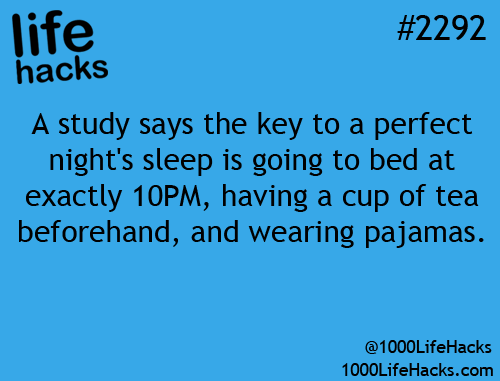 life
hacks
#2292
A study says the key to a perfect
night's sleep is going to bed at
exactly 10PM, having a cup of tea
beforehand, and wearing pajamas.
@1000LifeHacks
1000LifeHacks.com